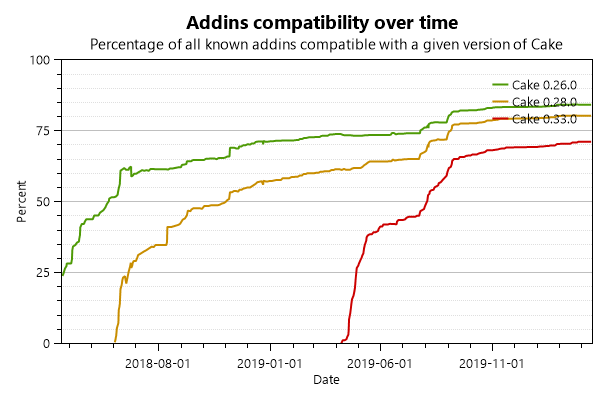 Addins compatibility over time
Percentage of all known addins compatible with a given version of Cake
100
75
50
25
0
Percent
Cake 0.26.0
Cake 0.28.0
Cake 0.33.0
2018-08-01
2019-01-01
2019-06-01
2019-11-01
Date